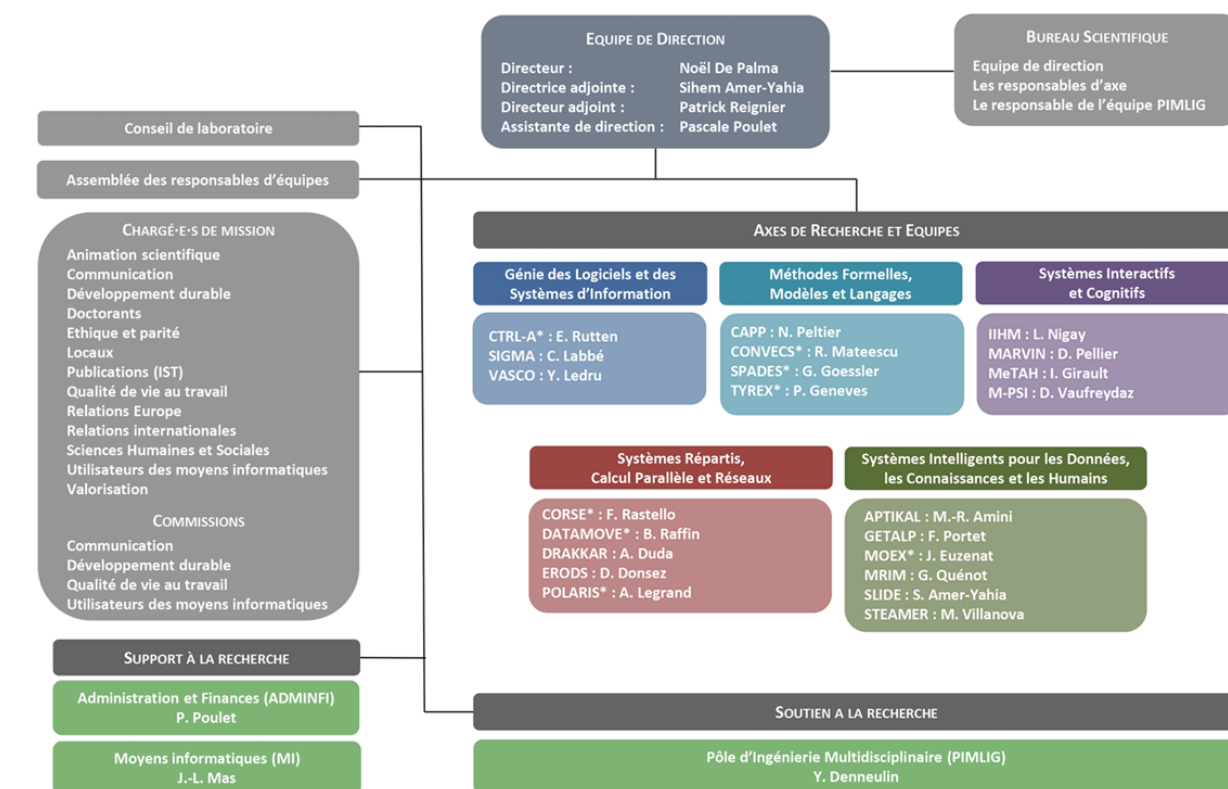 EQUIPE DE DIRECTION
Directeur : Noël De Palma
Directrice adjointe : Sihem Amer-Yahia
Directeur adjoint : Patrick Reignier
Assistante de direction : Pascale Poulet
BUREAU SCIENTIFIQUE
Equipe de direction
Les responsables d'axe
Le responsable de l'équipe PIMLIG
Conseil de laboratoire
Assemblée des responsables d'équipes
CHARGÉ·E·S DE MISSION
Animation scientifique
Communication
Développement durable
Doctorants
Ethique et parité
Locaux
Publications (IST)
Qualité de vie au travail
Relations Europe
Relations internationales
Sciences Humaines et Sociales
Utilisateurs des moyens informatiques
Valorisation
COMMISSIONS
Communication
Développement durable
Qualité de vie au travail
Utilisateurs des moyens informatiques
AXES DE RECHERCHE ET EQUIPES
Génie des Logiciels et des
Systèmes d'Information
CTRL-A* : E. Rutten
SIGMA : C. Labbé
VASCO : Y. Ledru
Méthodes Formelles,
Modèles et Langages
CAPP : N. Peltier
CONVECS* : R. Mateescu
SPADES* : G. Goessler
TYREX* : P. Geneves
Systèmes Interactifs
et Cognitifs
IIHM : L. Nigay
MARVIN : D. Pellier
MeTAH : I. Girault
M-PSI : D. Vaufreydaz
Systèmes Répartis,
Calcul Parallèle et Réseaux
CORSE* : F. Rastello
DATAMOVE* : B. Raffin
DRAKKAR : A. Duda
ERODS : D. Donsez
POLARIS* : A. Legrand
Systèmes Intelligents pour les Données,
les Connaissances et les Humains
APTIKAL : M.-R. Amini
GETALP : F. Portet
MOEX* : J. Euzenat
MRIM : G. Quénot
SLIDE : S. Amer-Yahia
STEAMER : M. Villanova
SUPPORT À LA RECHERCHE
Administration et Finances (ADMINFI)
P. Poulet
Moyens informatiques (MI)
J.-L. Mas
SOUTIEN A LA RECHERCHE
Pôle d'Ingénierie Multidisciplinaire (PIMLIG)
Y. Denneulin